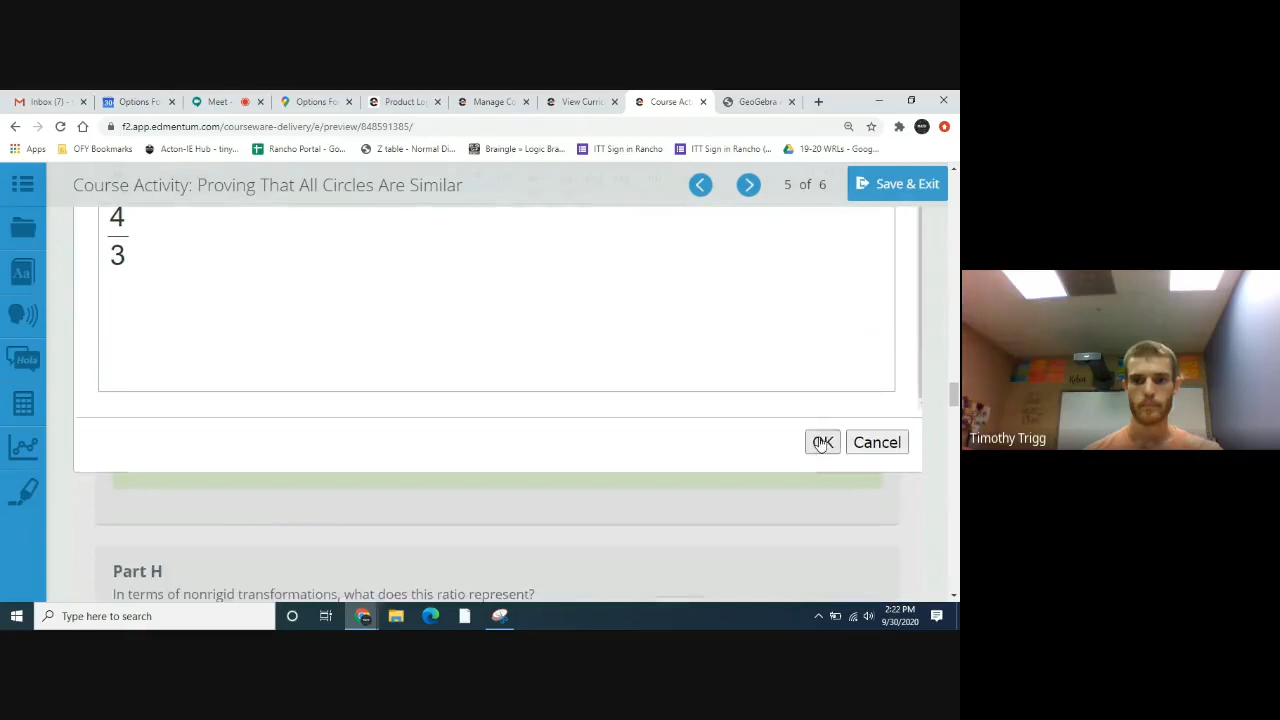 Inbox (7) -
Options Fo
Meet -
Options Fo
Product Lo
Manage Co
View Curric
Course Act
GeoGebra
f2.app.edmentum.com/courseware-delivery/e/preview/848591385/
Apps
OFY Bookmarks
Acton-IE Hub - tiny...
Rancho Portal - Go...
Z table - Normal Di...
Braingle » Logic Bra...
ITT Sign in Rancho
ITT Sign in Rancho (...
19-20 WRLs - Goog...
Course Activity: Proving That All Circles Are Similar
5 of 6
Save & Exit
4
3
Aa
Hola
OK
Cancel
Part H
In terms of nonrigid transformations, what does this ratio represent?
Type here to search
2:22 PM
9/30/2020
Timothy Trigg